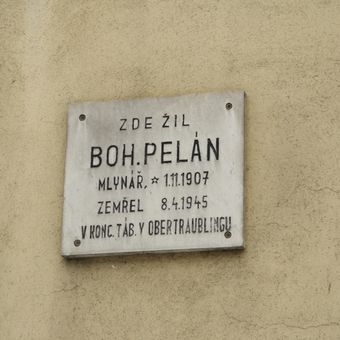 ZDE ŽIL
BOH. PELÁN
MLYNÁŘ, ☆ 1.11.1907
ZEMŘEL 8.4.1945
V KONC. TÁB. V OBERTRAUBLINGU